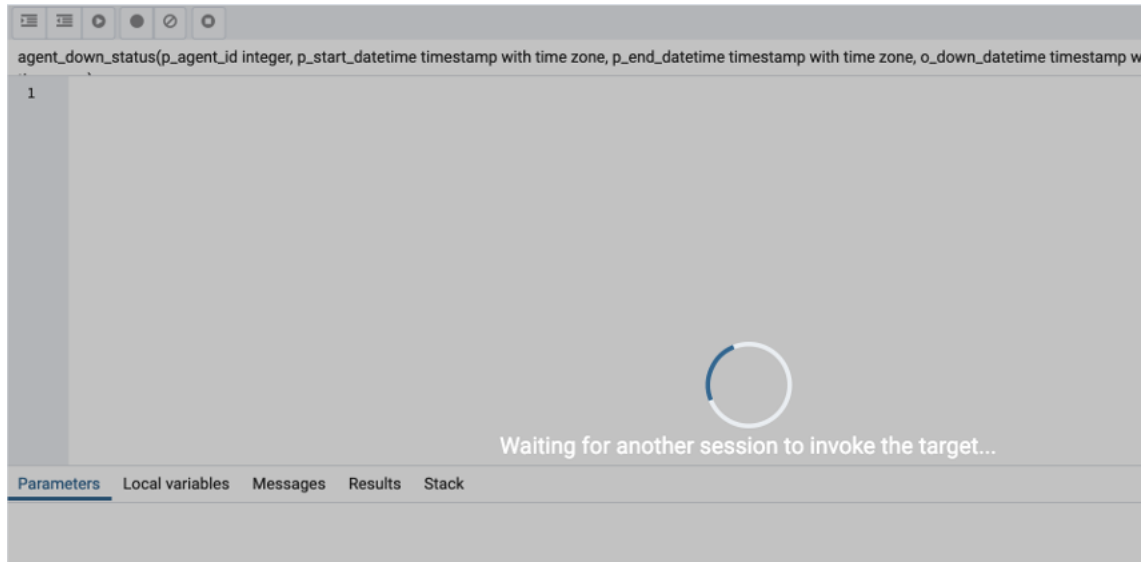 agent_down_status(p_agent_id integer, p_start_datetime timestamp with time zone, p_end_datetime timestamp with time zone, o_down_datetime timestamp w
1
Waiting for another session to invoke the target...
Parameters Local variables Messages Results Stack